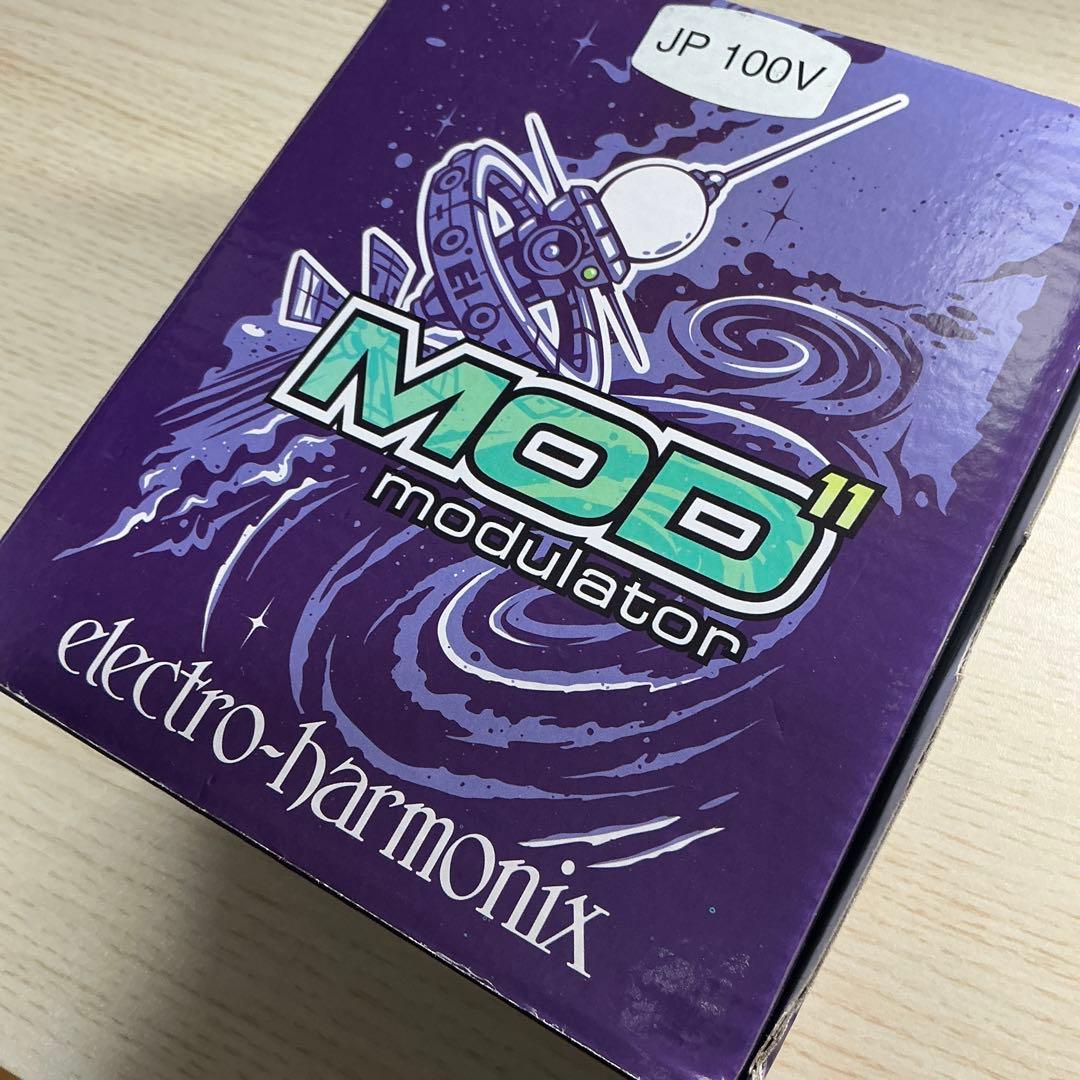 JP 100V
MOD 11
modulator
electro-harmonix